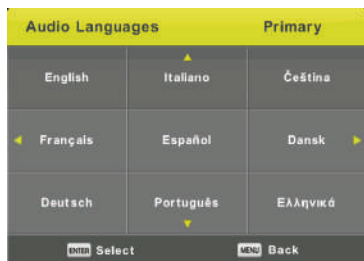 Audio Languages Primary
English Italiano Čeština
Français Español Dansk
Deutsch Português Ελληνικά
ENTER Select MENU Back